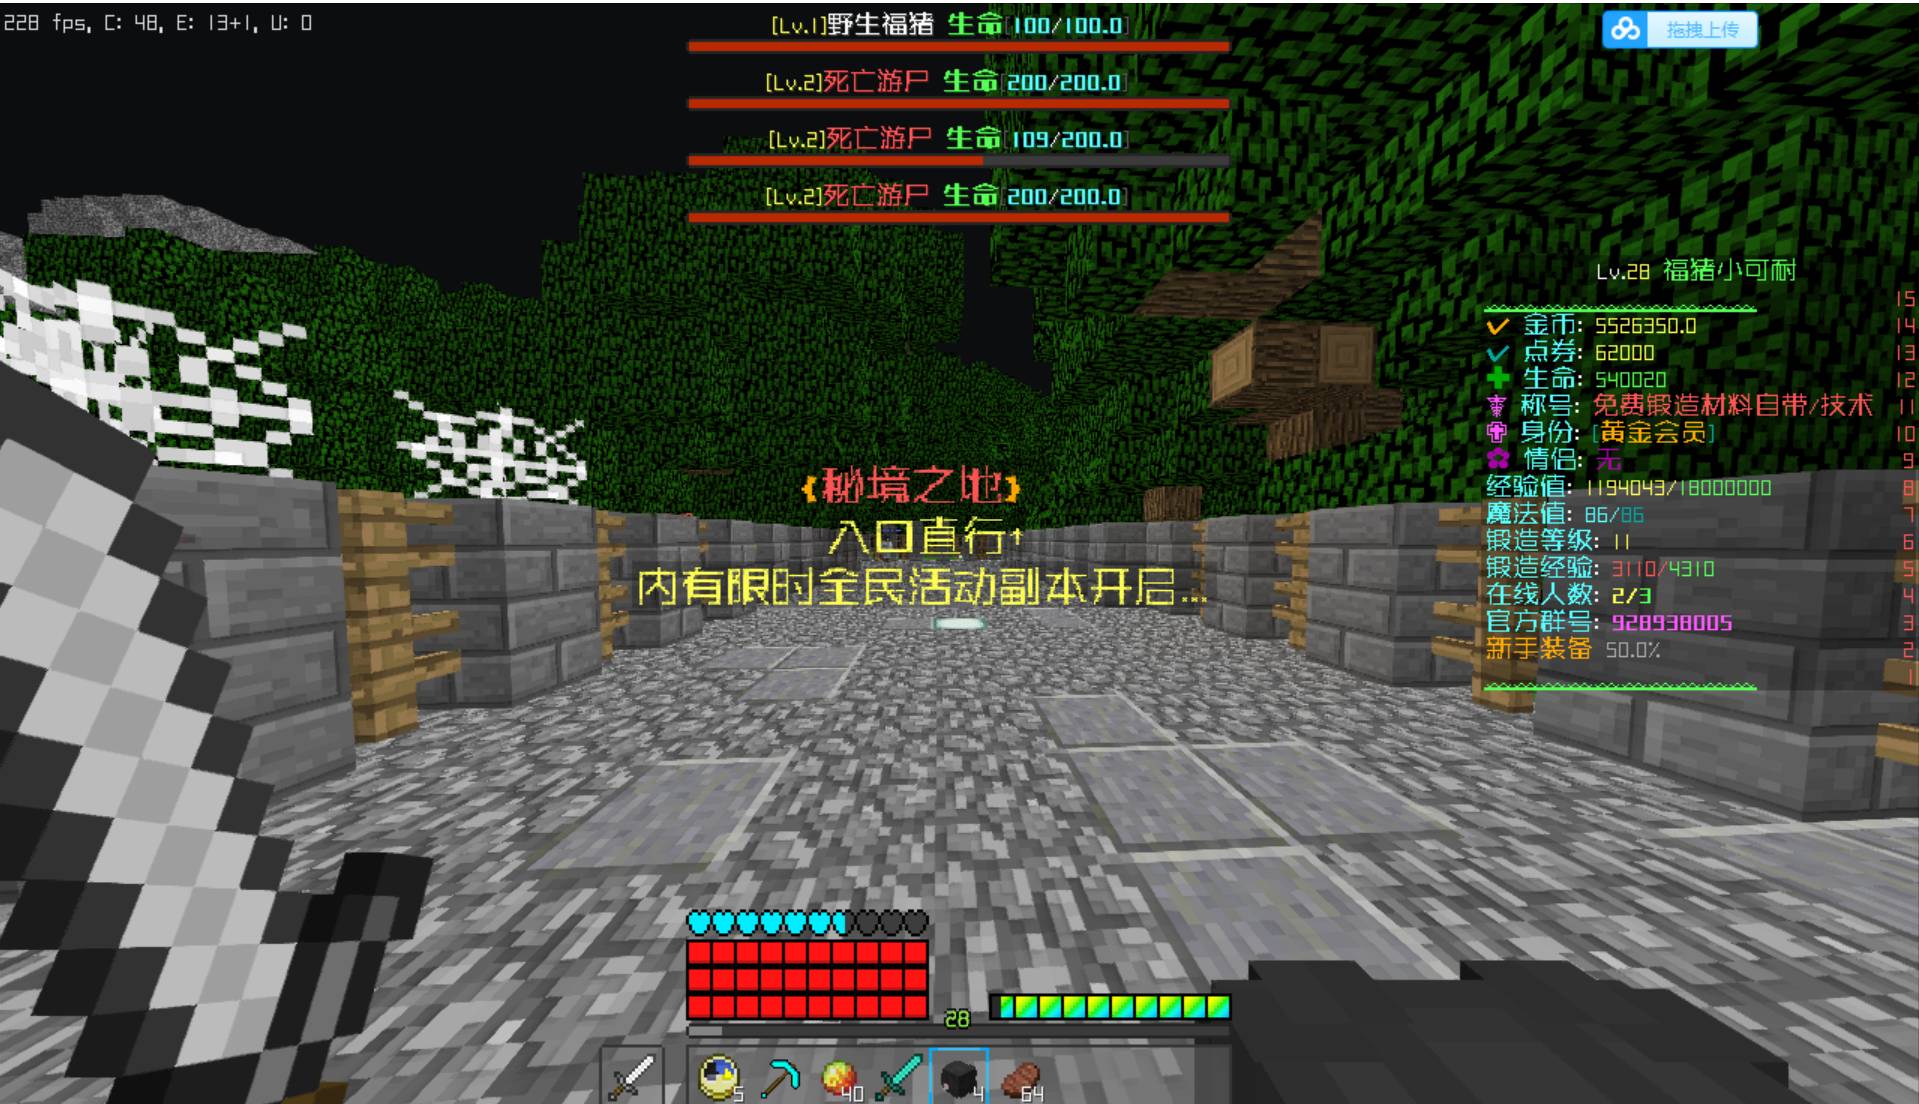 228 fps, C: 48, E: 13+1, U: 0
[Lv.1]野生福猪 生命[100/100.0]
拖拽上传
[Lv.2]死亡游尸 生命[200/200.0]
[Lv.2]死亡游尸 生命[109/200.0]
[Lv.2]死亡游尸 生命[200/200.0]
Lv.28 福猪小可耐
15
金币: 5526350.0 14
点券: 62000 13
生命: 540020 12
称号: 免费锻造材料自带/技术 11
身份: [黄金会员] 10
情侣: 无 9
经验值: 1194043/18000000 8
魔法值: 86/86 7
锻造等级: 11 6
锻造经验: 3110/4310 5
在线人数: 2/3 4
官方群号: 928938005 3
新手装备 50.0% 2
1
《秘境之地》
入口直行↑
内有限时全民活动副本开启...
28
5 40 4 64